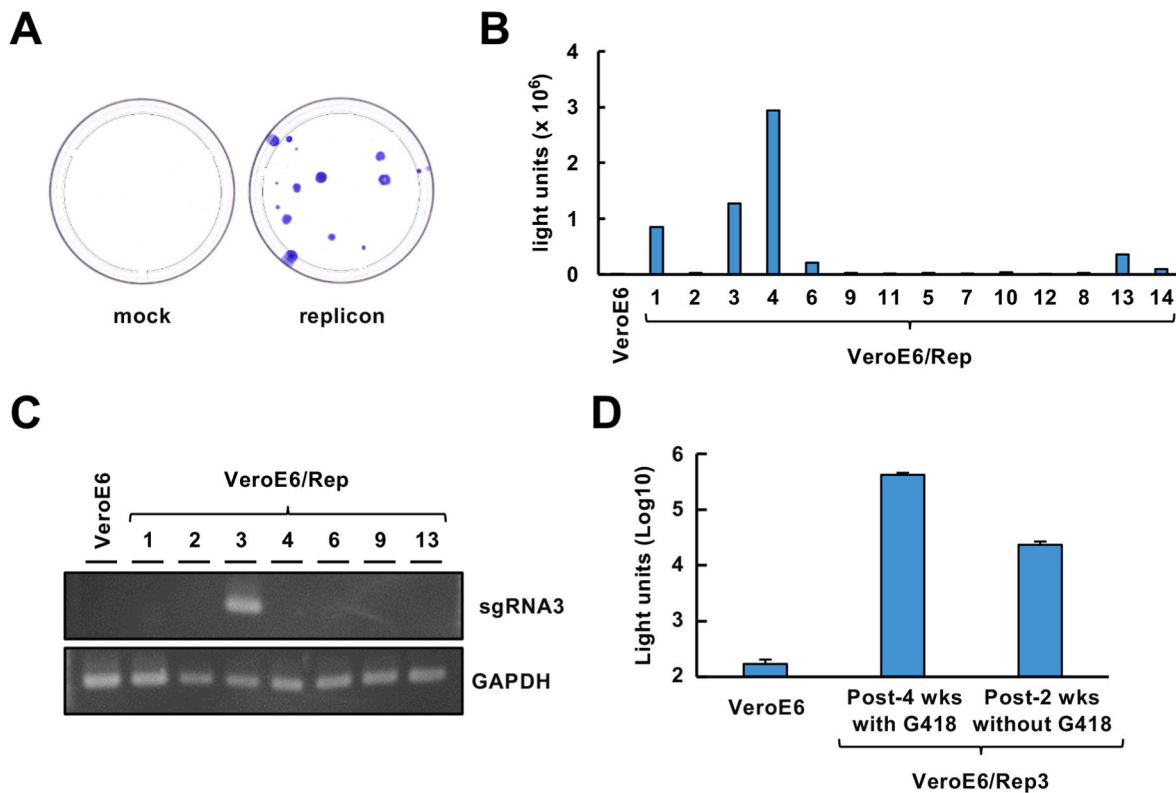 A
mock
replicon
B
light units (x 10⁶)
4
3
2
1
0
VeroE6
1
2
3
4
6
9
11
5
7
10
12
8
13
14
VeroE6/Rep
C
VeroE6
VeroE6/Rep
1
2
3
4
6
9
13
sgRNA3
GAPDH
D
Light units (Log10)
6
5
4
3
2
VeroE6
Post-4 wks
with G418
Post-2 wks
without G418
VeroE6/Rep3